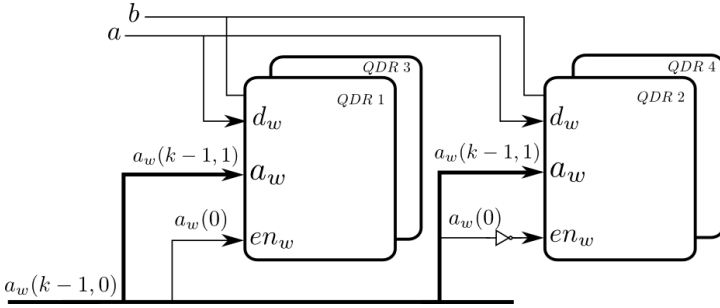 b
a
QDR 3
QDR 4
QDR 1
QDR 2
d_w
d_w
a_w(k − 1, 1)
a_w
a_w(k − 1, 1)
a_w
a_w(0)
en_w
a_w(0)
en_w
a_w(k − 1, 0)